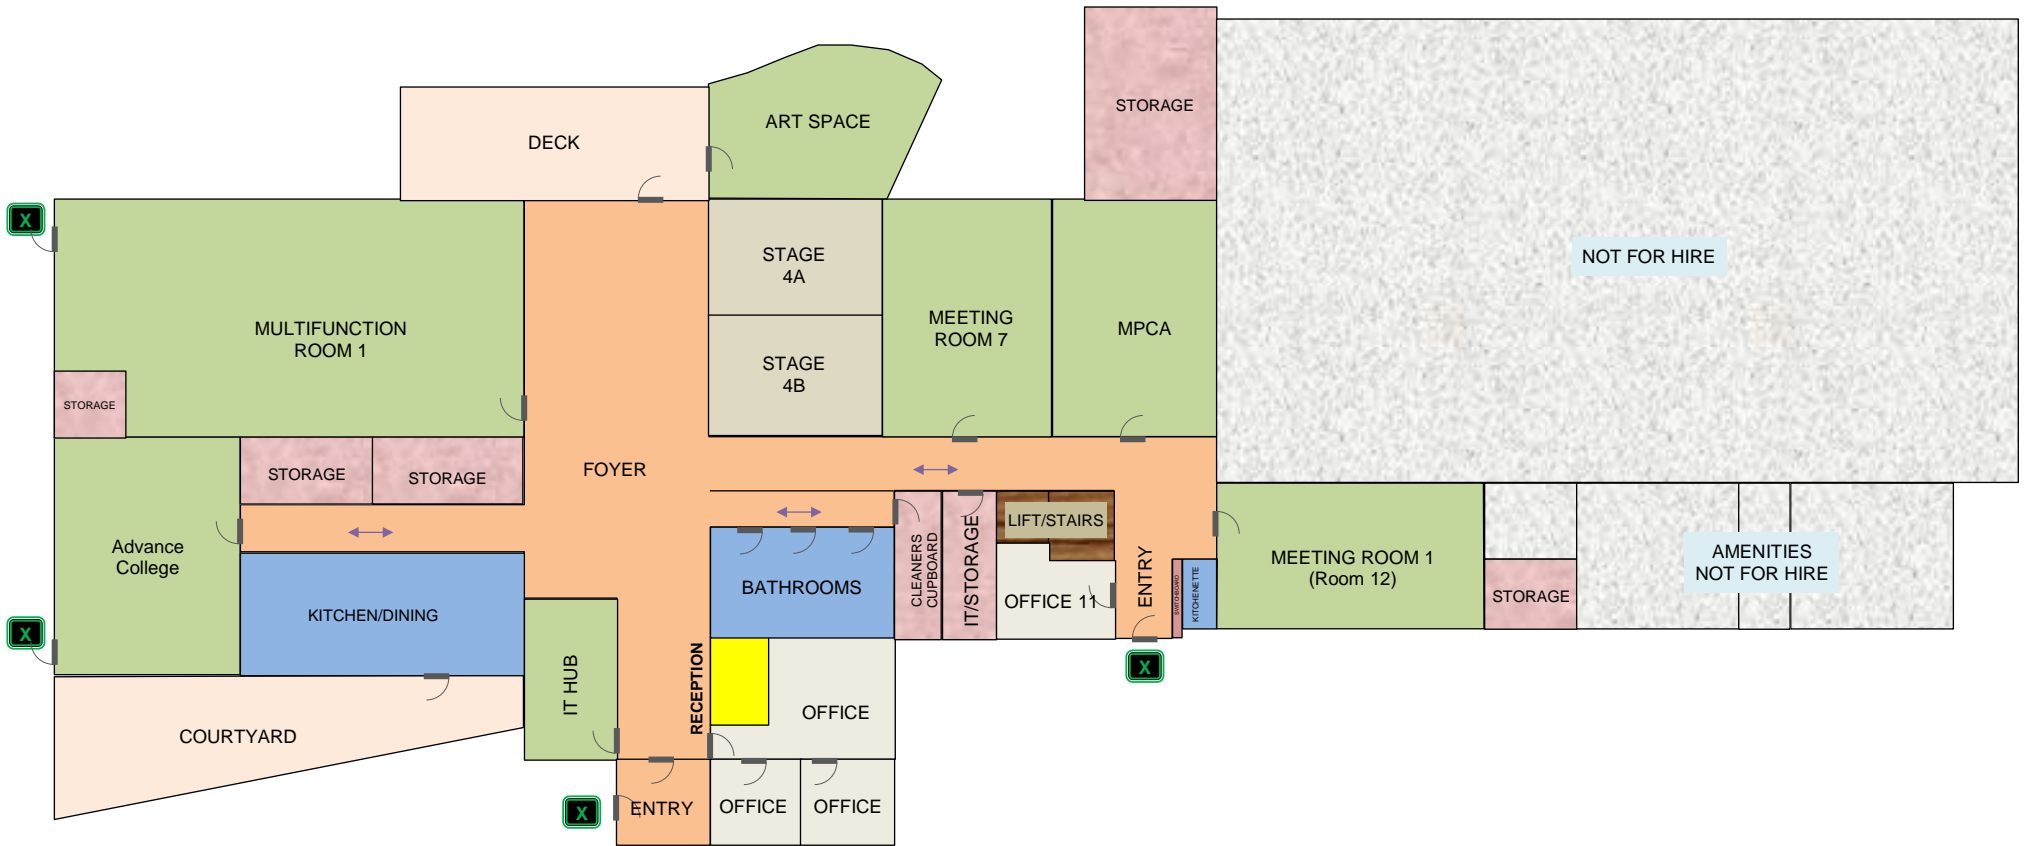 STORAGE
ART SPACE
DECK
X
STAGE
4A
NOT FOR HIRE
MULTIFUNCTION
ROOM 1
MEETING
ROOM 7
MPCA
STAGE
4B
STORAGE
STORAGE
STORAGE
FOYER
LIFT/STAIRS
Advance
College
CLEANERS
CUPBOARD
IT/STORAGE
ENTRY
MEETING ROOM 1
(Room 12)
AMENITIES
NOT FOR HIRE
BATHROOMS
SWITCHBOARD
KITCHENETTE
OFFICE 11
STORAGE
KITCHEN/DINING
X
X
IT HUB
RECEPTION
OFFICE
COURTYARD
X
ENTRY
OFFICE
OFFICE